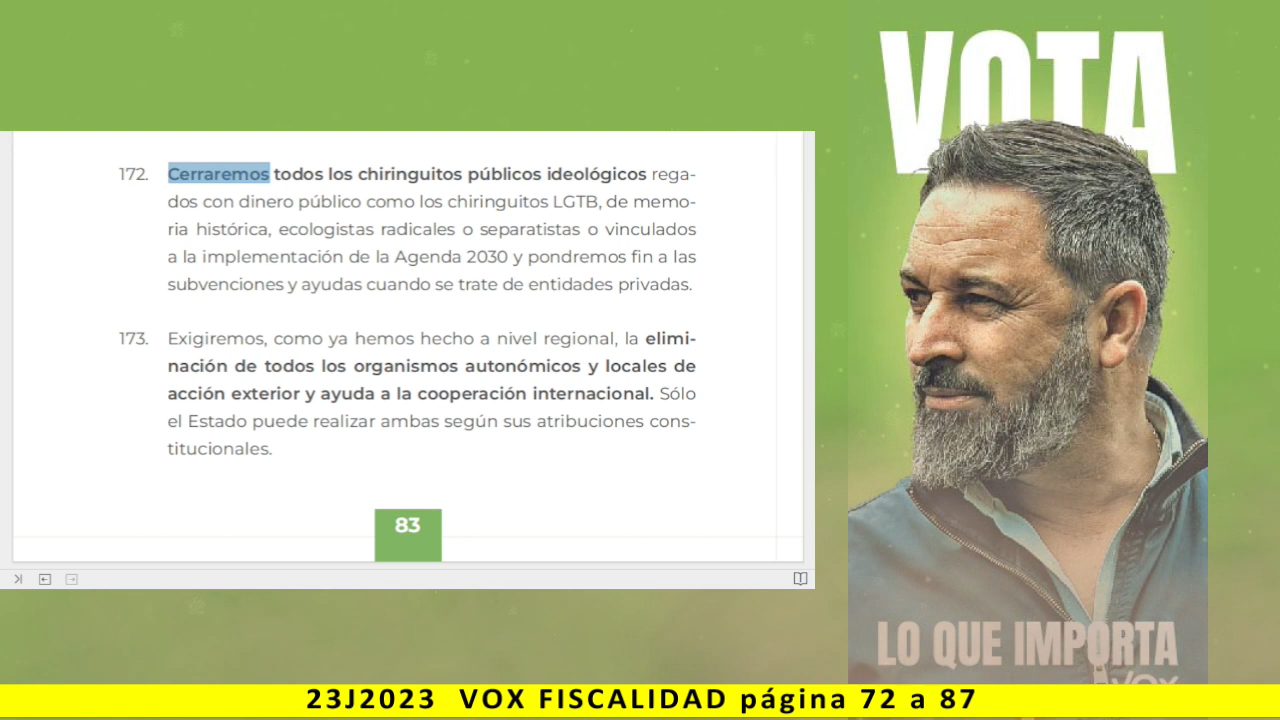 VOTA
172. Cerraremos todos los chiringuitos públicos ideológicos rega-
dos con dinero público como los chiringuitos LGTB, de memo-
ria histórica, ecologistas radicales o separatistas o vinculados
a la implementación de la Agenda 2030 y pondremos fin a las
subvenciones y ayudas cuando se trate de entidades privadas.
173. Exigiremos, como ya hemos hecho a nivel regional, la elimi-
nación de todos los organismos autonómicos y locales de
acción exterior y ayuda a la cooperación internacional. Sólo
el Estado puede realizar ambas según sus atribuciones cons-
titucionales.
83
LO QUE IMPORTA
VOX
23J2023 VOX FISCALIDAD página 72 a 87